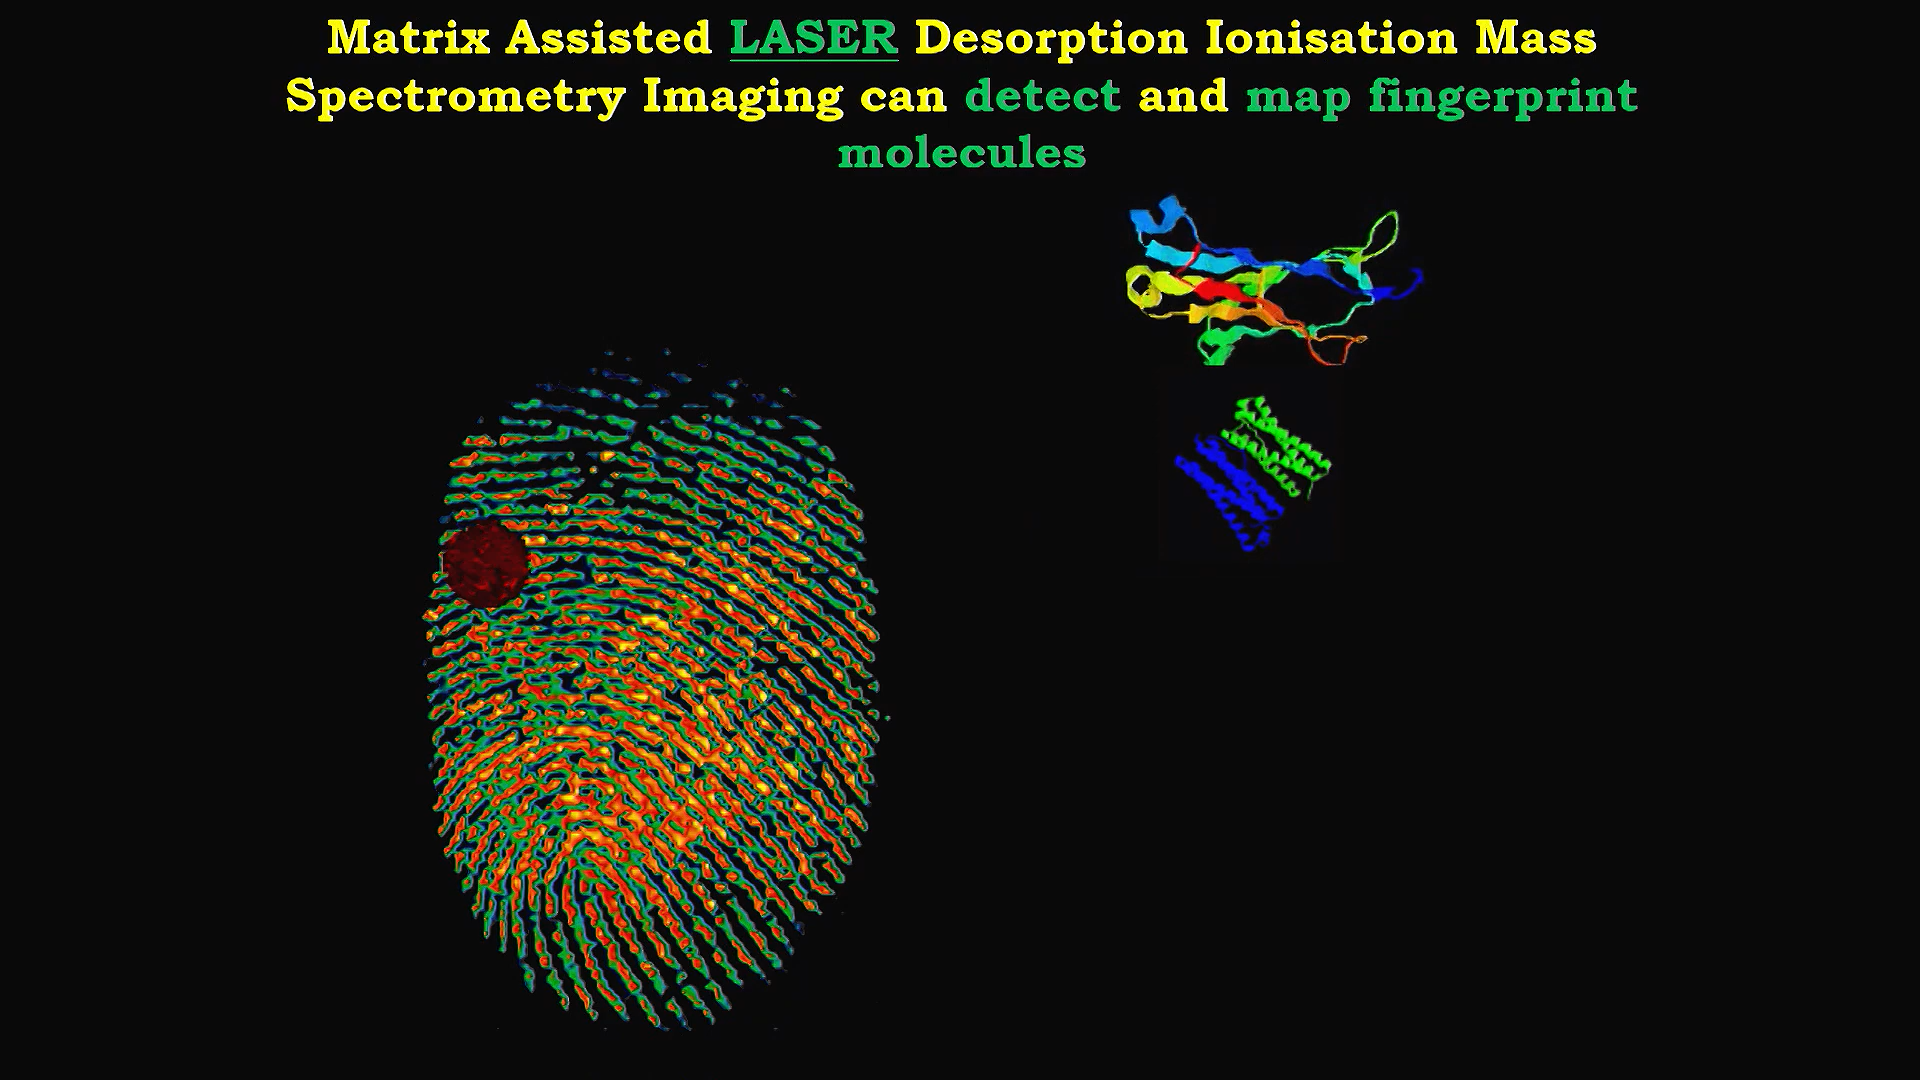 Matrix Assisted LASER Desorption Ionisation Mass
Spectrometry Imaging can detect and map fingerprint
molecules